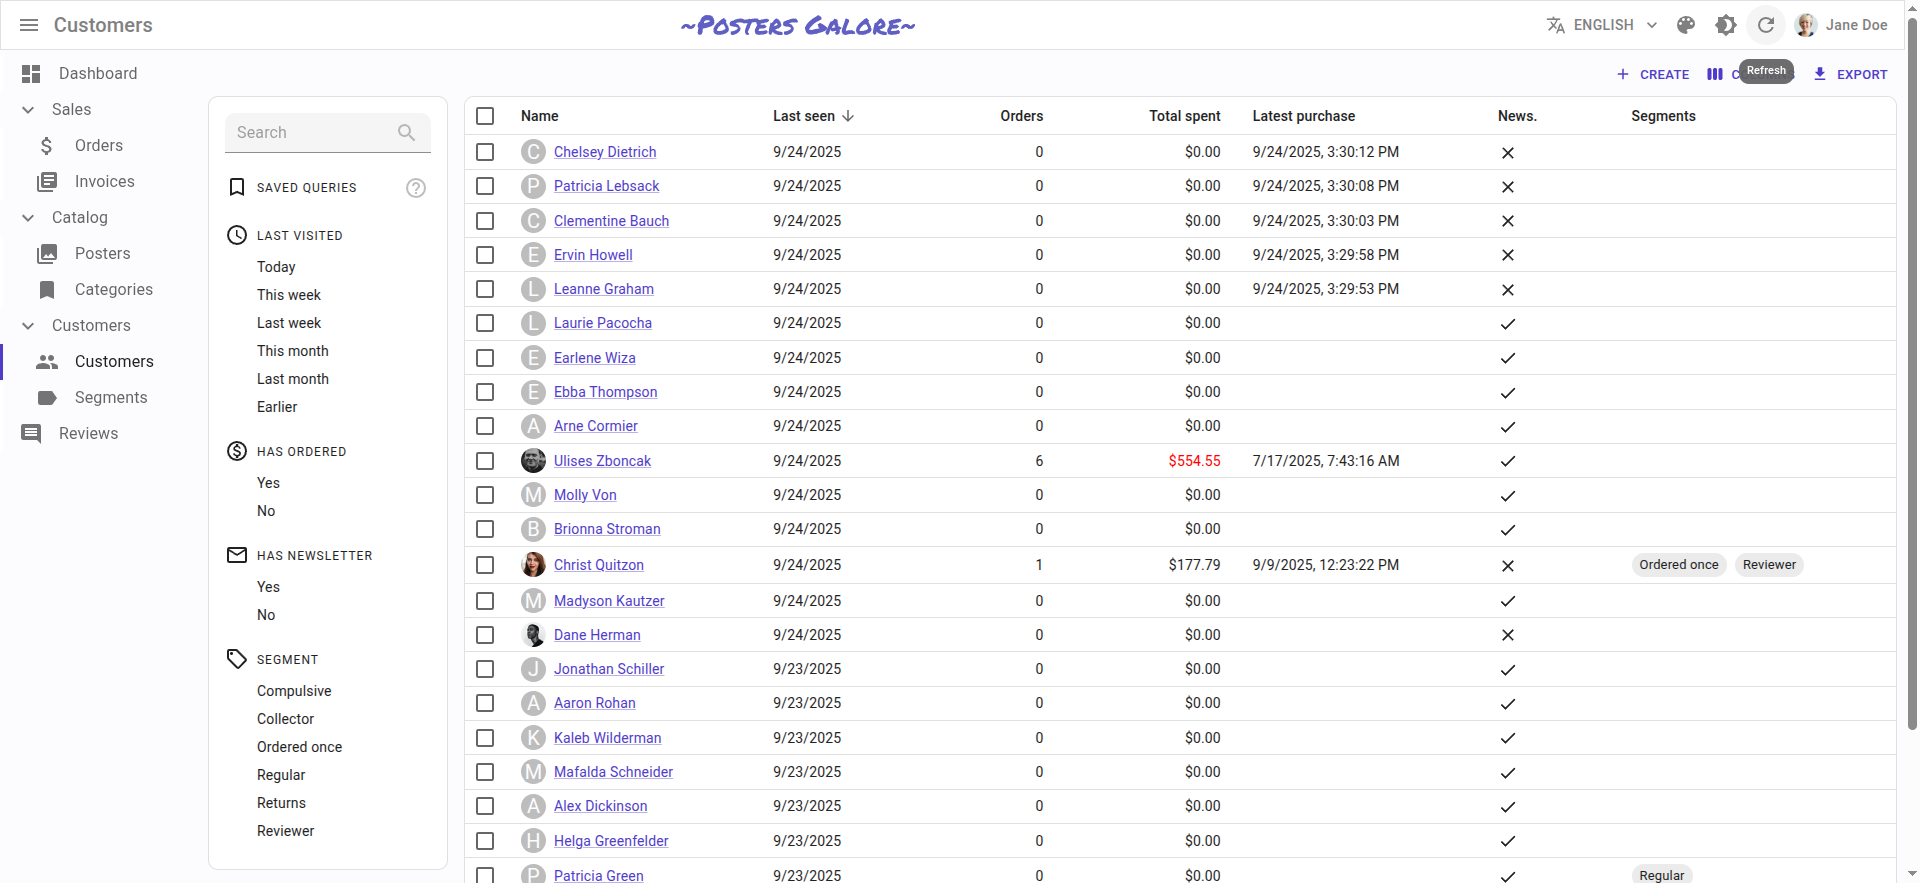 Customers
~Posters Galore~
ENGLISH
Jane Doe
Dashboard
Sales
Orders
Invoices
Catalog
Posters
Categories
Customers
Customers
Segments
Reviews
CREATE
Refresh
EXPORT
Search
SAVED QUERIES
LAST VISITED
Today
This week
Last week
This month
Last month
Earlier
HAS ORDERED
Yes
No
HAS NEWSLETTER
Yes
No
SEGMENT
Compulsive
Collector
Ordered once
Regular
Returns
Reviewer
Name Last seen Orders Total spent Latest purchase News. Segments
C Chelsey Dietrich 9/24/2025 0 $0.00 9/24/2025, 3:30:12 PM
P Patricia Lebsack 9/24/2025 0 $0.00 9/24/2025, 3:30:08 PM
C Clementine Bauch 9/24/2025 0 $0.00 9/24/2025, 3:30:03 PM
E Ervin Howell 9/24/2025 0 $0.00 9/24/2025, 3:29:58 PM
L Leanne Graham 9/24/2025 0 $0.00 9/24/2025, 3:29:53 PM
L Laurie Pacocha 9/24/2025 0 $0.00
E Earlene Wiza 9/24/2025 0 $0.00
E Ebba Thompson 9/24/2025 0 $0.00
A Arne Cormier 9/24/2025 0 $0.00
Ulises Zboncak 9/24/2025 6 $554.55 7/17/2025, 7:43:16 AM
M Molly Von 9/24/2025 0 $0.00
B Brionna Stroman 9/24/2025 0 $0.00
Christ Quitzon 9/24/2025 1 $177.79 9/9/2025, 12:23:22 PM Ordered once Reviewer
M Madyson Kautzer 9/24/2025 0 $0.00
Dane Herman 9/24/2025 0 $0.00
J Jonathan Schiller 9/23/2025 0 $0.00
A Aaron Rohan 9/23/2025 0 $0.00
K Kaleb Wilderman 9/23/2025 0 $0.00
M Mafalda Schneider 9/23/2025 0 $0.00
A Alex Dickinson 9/23/2025 0 $0.00
H Helga Greenfelder 9/23/2025 0 $0.00
P Patricia Green 9/23/2025 0 $0.00 Regular